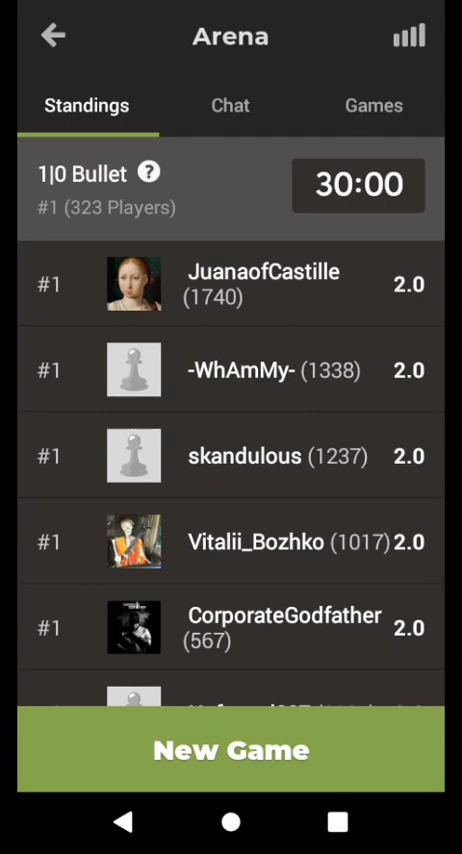 Arena
Standings Chat Games
1|0 Bullet ?
#1 (323 Players)
30:00
#1 JuanaofCastille (1740) 2.0
#1 -WhAmMy- (1338) 2.0
#1 skandulous (1237) 2.0
#1 Vitalii_Bozhko (1017) 2.0
#1 CorporateGodfather (567) 2.0
New Game